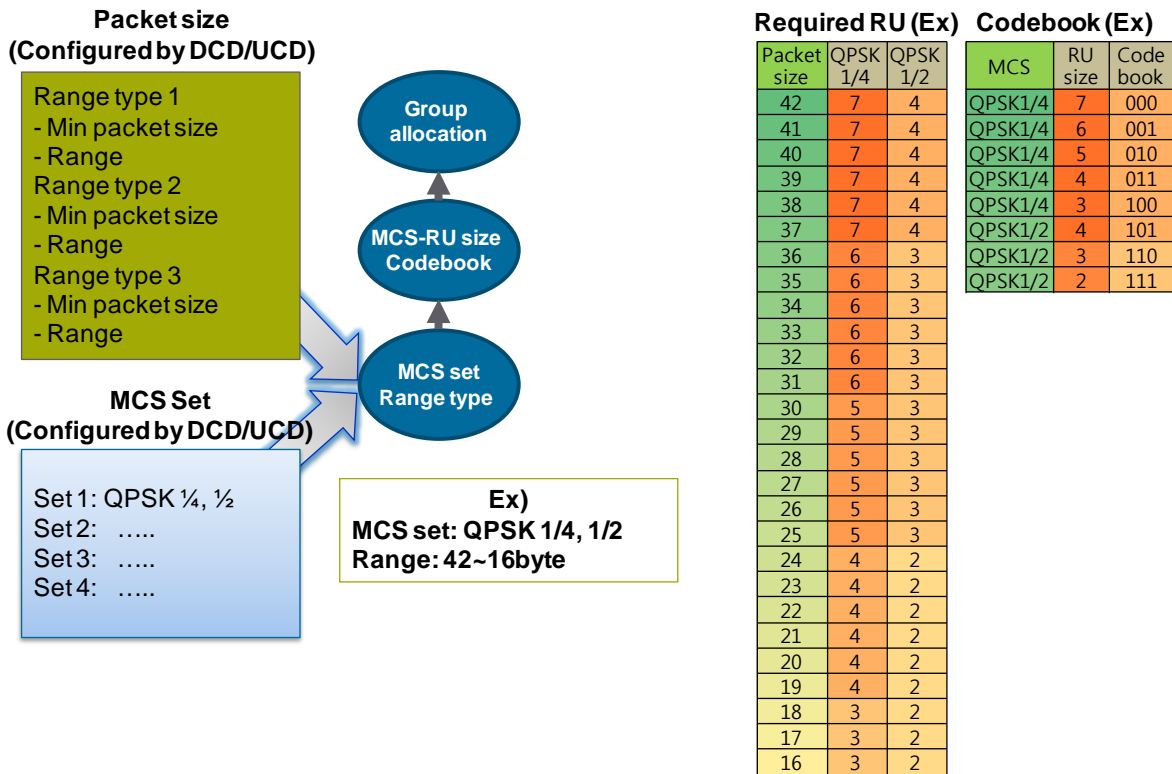 Packet size
(Configured by DCD/UCD)
Range type 1
- Min packet size
- Range
Range type 2
- Min packet size
- Range
Range type 3
- Min packet size
- Range
MCS Set
(Configured by DCD/UCD)
Set 1: QPSK ¼, ½
Set 2: …..
Set 3: …..
Set 4: …..
Group
allocation
MCS-RU size
Codebook
MCS set
Range type
Ex)
MCS set: QPSK 1/4, 1/2
Range: 42~16byte
Required RU (Ex)
Packet size QPSK 1/4 QPSK 1/2
42 7 4
41 7 4
40 7 4
39 7 4
38 7 4
37 7 4
36 6 3
35 6 3
34 6 3
33 6 3
32 6 3
31 6 3
30 5 3
29 5 3
28 5 3
27 5 3
26 5 3
25 5 3
24 4 2
23 4 2
22 4 2
21 4 2
20 4 2
19 4 2
18 3 2
17 3 2
16 3 2
Codebook (Ex)
MCS RU size Code book
QPSK1/4 7 000
QPSK1/4 6 001
QPSK1/4 5 010
QPSK1/4 4 011
QPSK1/4 3 100
QPSK1/2 4 101
QPSK1/2 3 110
QPSK1/2 2 111